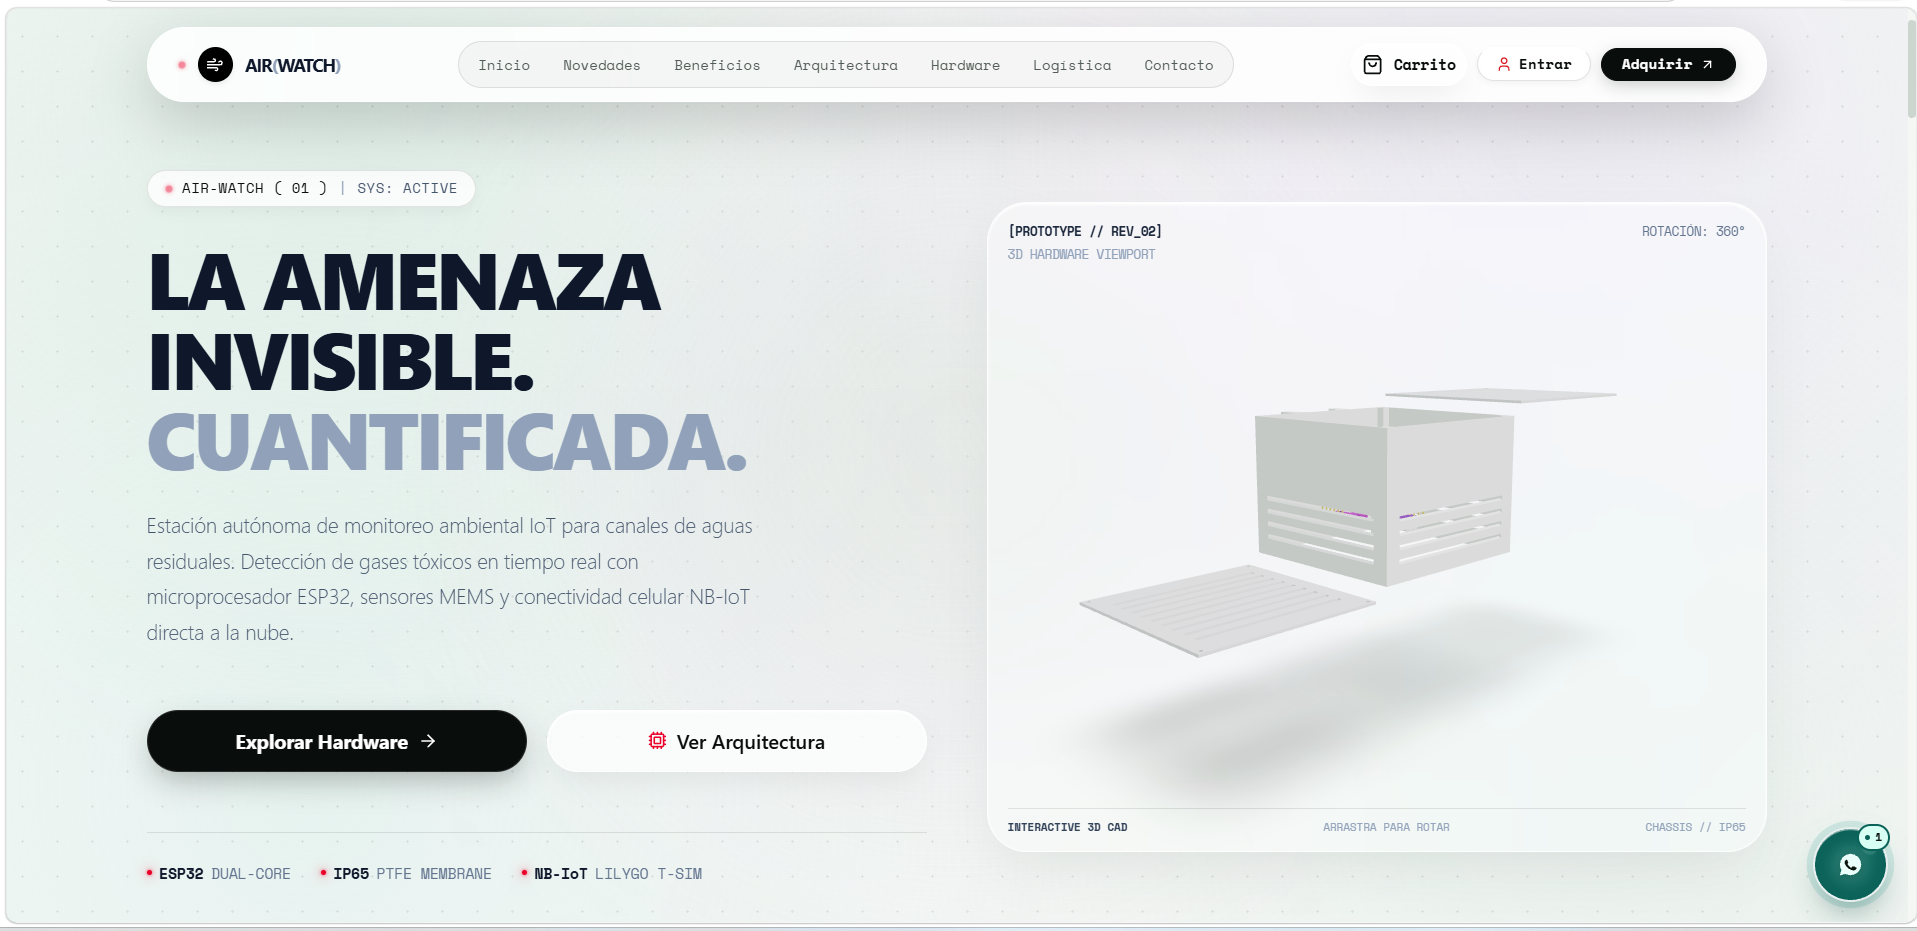 AIR(WATCH)
Inicio
Novedades
Beneficios
Arquitectura
Hardware
Logística
Contacto
Carrito
Entrar
Adquirir
AIR-WATCH ( 01 ) | SYS: ACTIVE
LA AMENAZA
INVISIBLE.
CUANTIFICADA.
Estación autónoma de monitoreo ambiental IoT para canales de aguas
residuales. Detección de gases tóxicos en tiempo real con
microprocesador ESP32, sensores MEMS y conectividad celular NB-IoT
directa a la nube.
Explorar Hardware
Ver Arquitectura
ESP32 DUAL-CORE
IP65 PTFE MEMBRANE
NB-IoT LILYGO T-SIM
[PROTOTYPE // REV_02]
3D HARDWARE VIEWPORT
ROTACIÓN: 360°
INTERACTIVE 3D CAD
ARRASTRA PARA ROTAR
CHASSIS // IP65
1